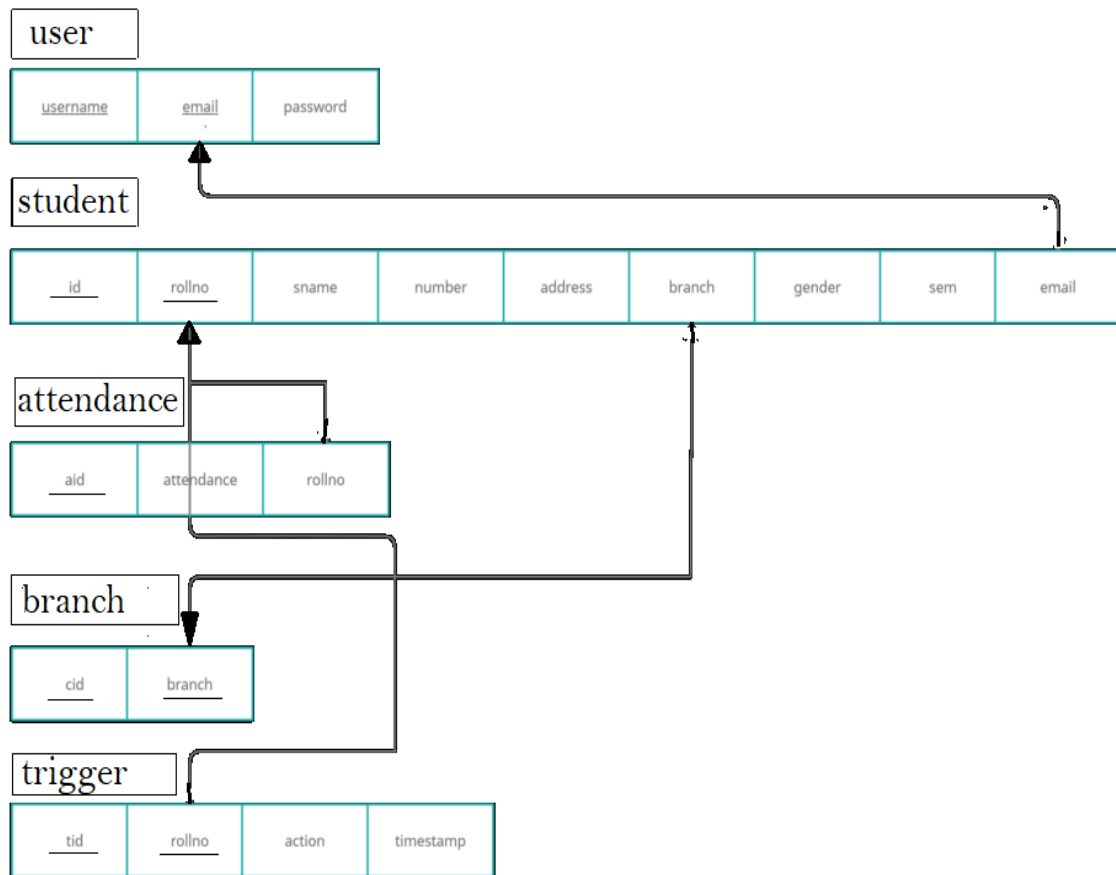 user
username email password
student
id rollno sname number address branch gender sem email
attendance
aid attendance rollno
branch
cid branch
trigger
tid rollno action timestamp